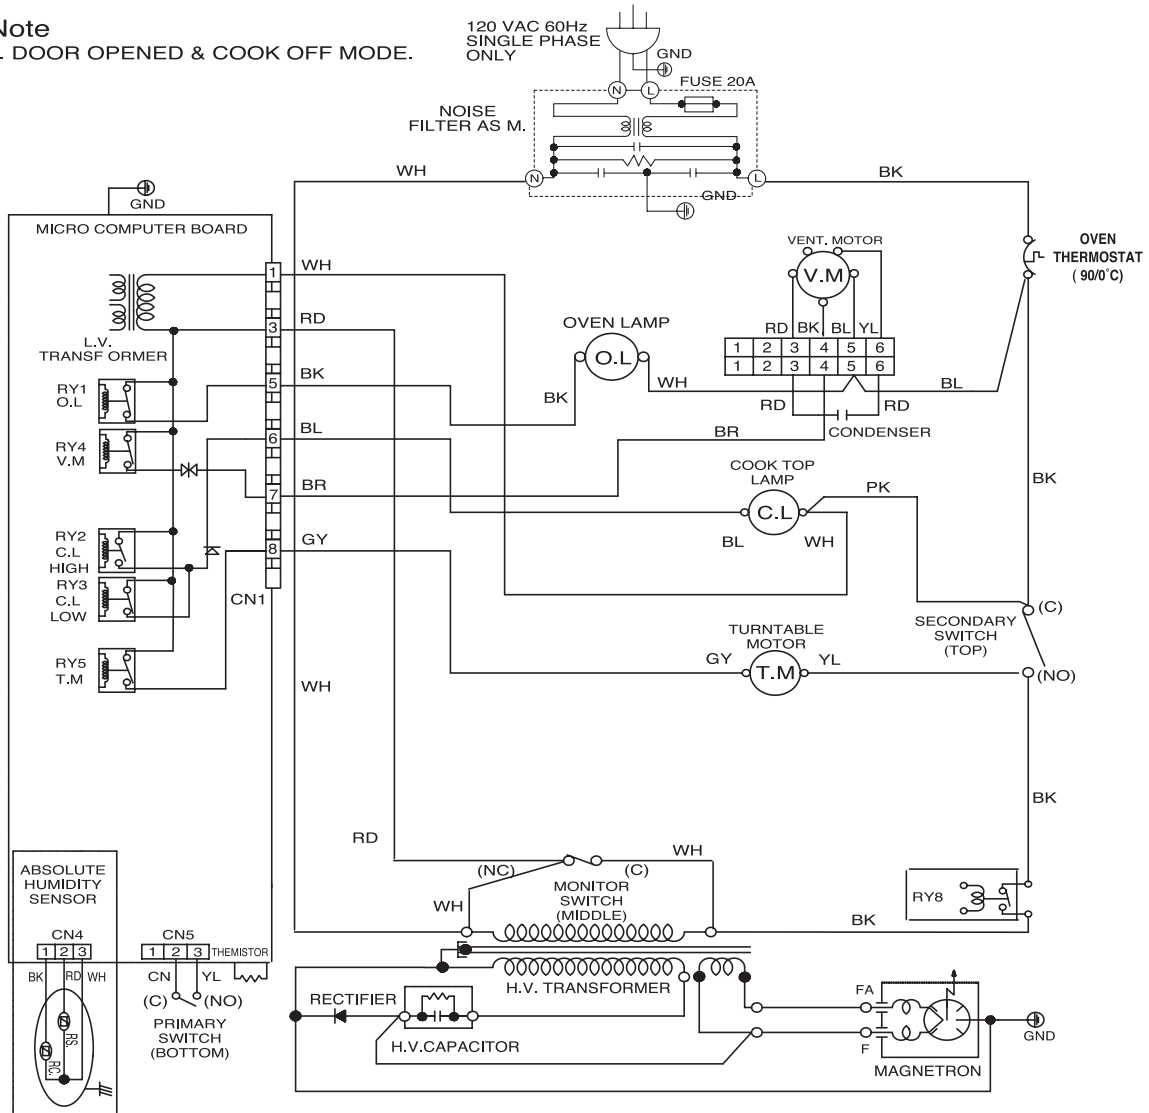 Note
. DOOR OPENED & COOK OFF MODE.
120 VAC 60Hz
SINGLE PHASE
ONLY
GND
N
L
FUSE 20A
NOISE
FILTER AS M.
N
L
GND
WH
BK
GND
MICRO COMPUTER BOARD
L.V.
TRANSF ORMER
RY1
O.L
RY4
V.M
RY2
C.L
HIGH
RY3
C.L
LOW
RY5
T.M
1
3
5
6
7
8
CN1
WH
RD
BK
BL
BR
GY
WH
VENT. MOTOR
V.M
RD BK BL YL
1 2 3 4 5 6
1 2 3 4 5 6
RD
RD
CONDENSER
BL
BR
OVEN LAMP
O.L
BK
WH
OVEN
THERMOSTAT
( 90/0°C)
BK
COOK TOP
LAMP
C.L
PK
BL
WH
(C)
SECONDARY
SWITCH
(TOP)
(NO)
TURNTABLE
MOTOR
GY
T.M
YL
BK
RD
(NC)
(C)
WH
MONITOR
SWITCH
(MIDDLE)
WH
BK
RY8
H.V. TRANSFORMER
RECTIFIER
H.V.CAPACITOR
FA
F
MAGNETRON
GND
ABSOLUTE
HUMIDITY
SENSOR
CN4
1 2 3
BK RD WH
RS.
RC.
CN5
1 2 3
THEMISTOR
CN YL
(C) (NO)
PRIMARY
SWITCH
(BOTTOM)